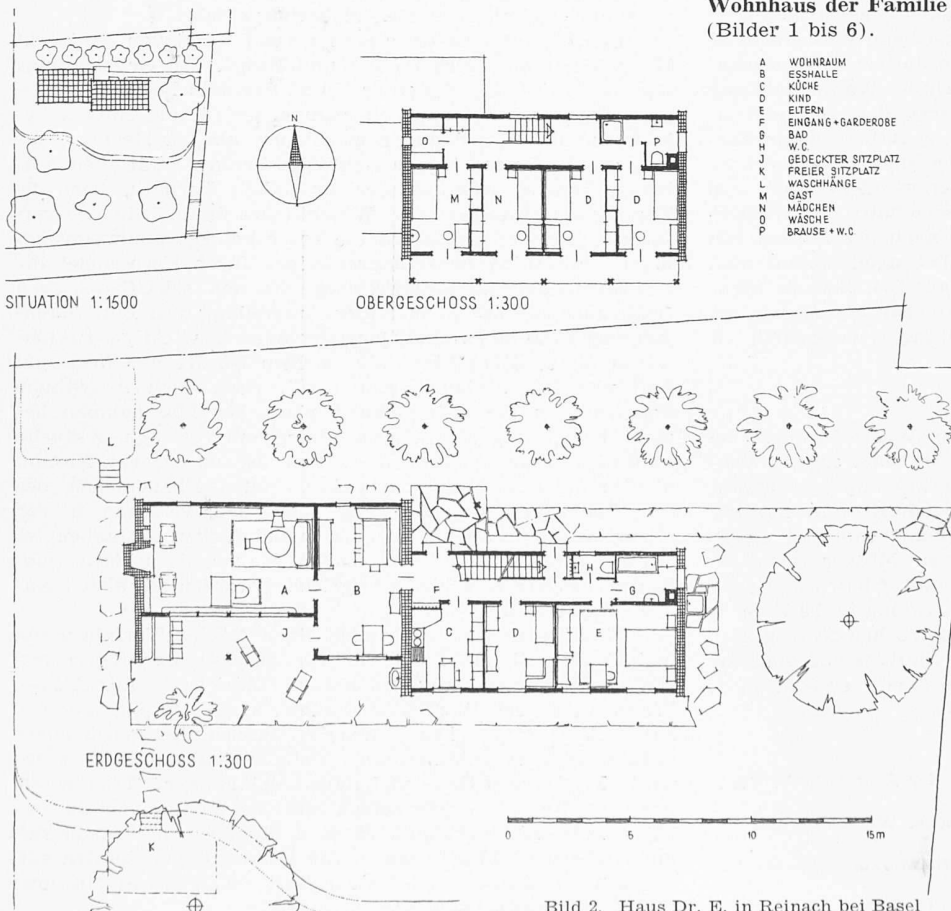 Wohnhaus der Familie
(Bilder 1 bis 6).
A WOHNRAUM
B ESSHALLE
C KÜCHE
D KIND
E ELTERN
F EINGANG+GARDEROBE
G BAD
H W.C.
J GEDECKTER SITZPLATZ
K FREIER SITZPLATZ
L WASCHHÄNGE
M GAST
N MÄDCHEN
O WÄSCHE
P BRAUSE + W.C.
N
O
P
M
N
D
D
SITUATION 1:1500
OBERGESCHOSS 1:300
L
H
A
B
F
G
J
C
D
E
ERDGESCHOSS 1:300
K
0
5
10
15 m
Bild 2. Haus Dr. E. in Reinach bei Basel